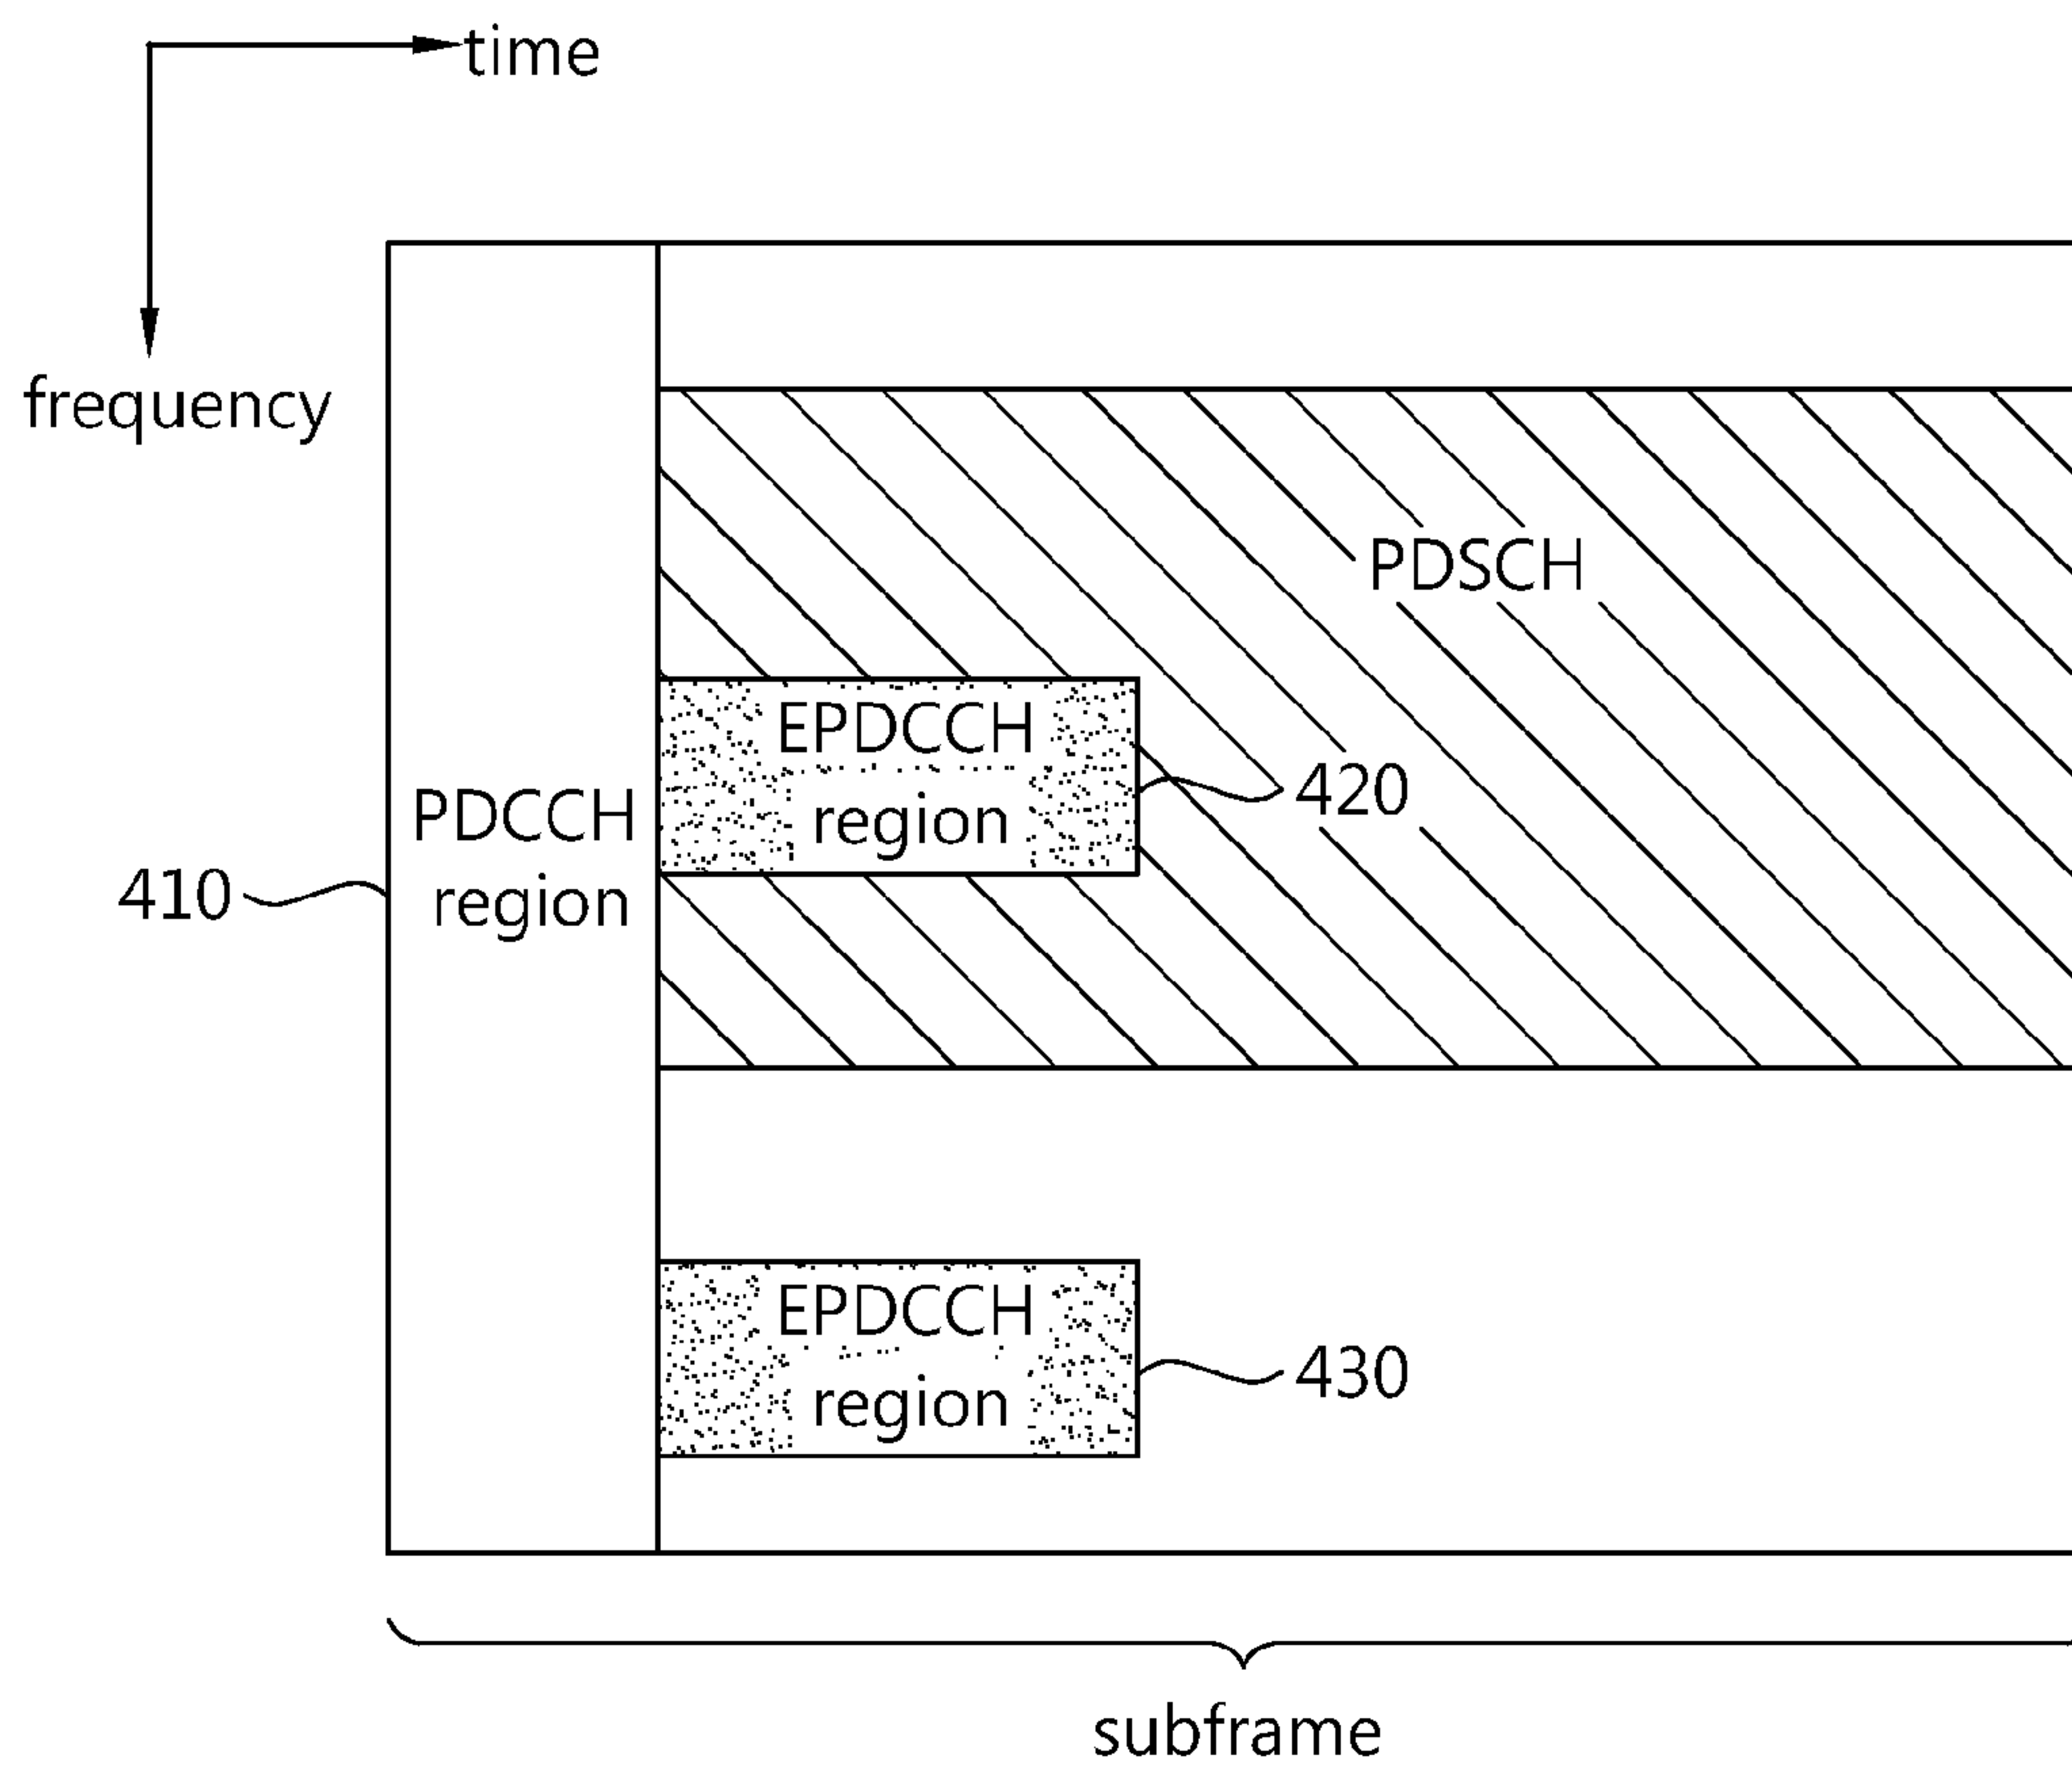 time
frequency
PDSCH
EPDCCH
region
420
PDCCH
region
410
EPDCCH
region
430
subframe